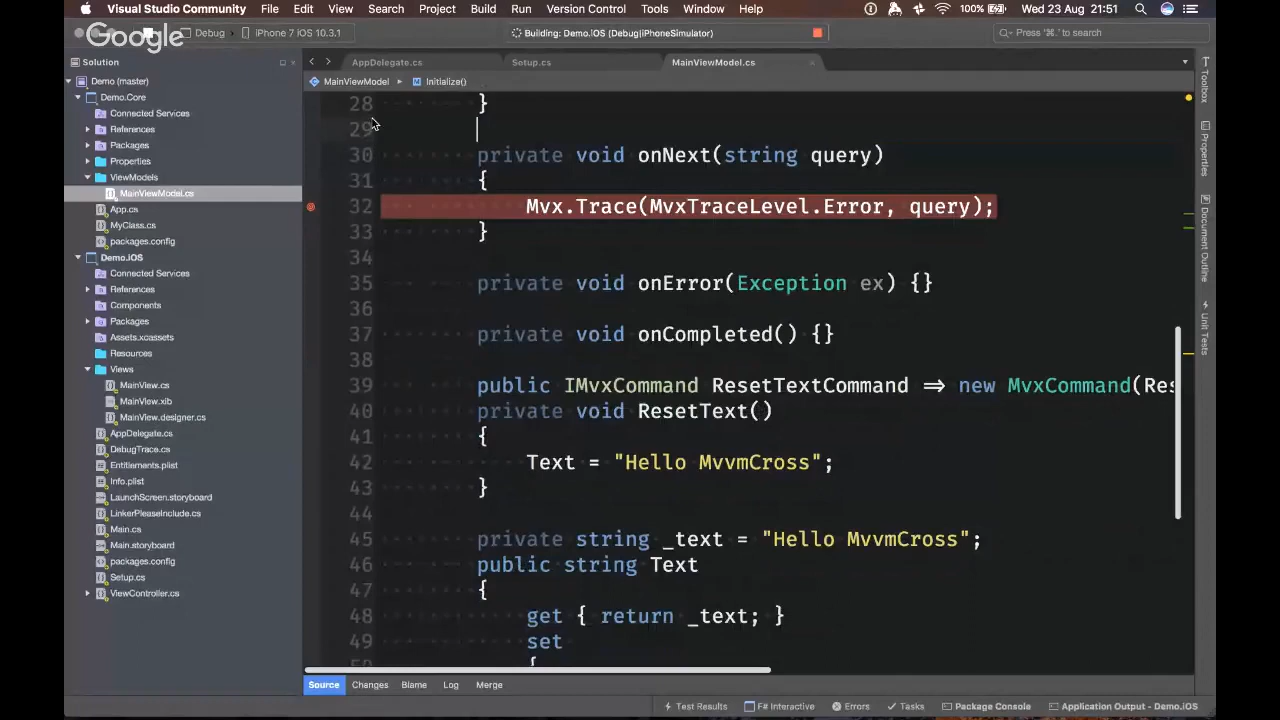 Visual Studio Community File Edit View Search Project Build Run Version Control Tools Window Help 100% Wed 23 Aug 21:51
Google
Debug iPhone 7 iOS 10.3.1 Building: Demo.iOS (Debug|iPhoneSimulator) Press '⌘.' to search
Solution
AppDelegate.cs Setup.cs MainViewModel.cs
MainViewModel Initialize()
Demo (master)
Demo.Core
Connected Services
References
Packages
Properties
ViewModels
MainViewModel.cs
App.cs
MyClass.cs
packages.config
Demo.iOS
Connected Services
References
Components
Packages
Assets.xcassets
Resources
Views
MainView.cs
MainView.xib
MainView.designer.cs
AppDelegate.cs
DebugTrace.cs
Entitlements.plist
Info.plist
LaunchScreen.storyboard
LinkerPleaseInclude.cs
Main.cs
Main.storyboard
packages.config
Setup.cs
ViewController.cs
28 }
29
30 private void onNext(string query)
31 {
32 Mvx.Trace(MvxTraceLevel.Error, query);
33 }
34
35 private void onError(Exception ex) {}
36
37 private void onCompleted() {}
38
39 public IMvxCommand ResetTextCommand => new MvxCommand(Res
40 private void ResetText()
41 {
42 Text = "Hello MvvmCross";
43 }
44
45 private string _text = "Hello MvvmCross";
46 public string Text
47 {
48 get { return _text; }
49 set
{
Toolbox
Properties
Document Outline
Unit Tests
Source Changes Blame Log Merge
Test Results F# Interactive Errors Tasks Package Console Application Output - Demo.iOS